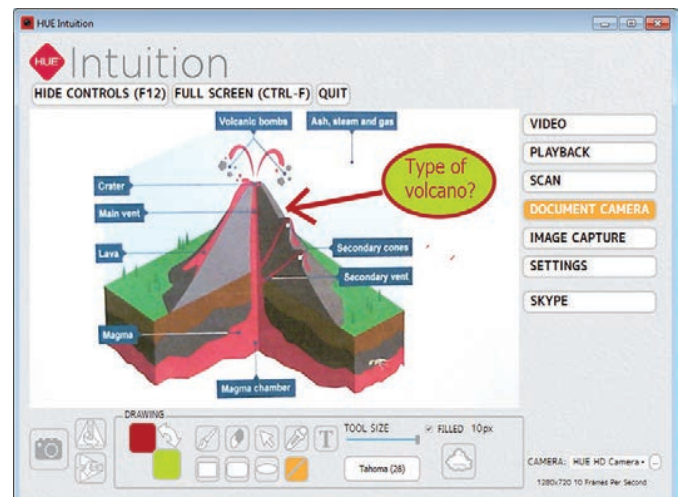 HUE Intuition
HUE Intuition
HIDE CONTROLS (F12) FULL SCREEN (CTRL-F) QUIT
Volcanic bombs
Ash, steam and gas
Type of
volcano?
Crater
Main vent
Lava
Secondary cones
Secondary vent
Magma
Magma chamber
VIDEO
PLAYBACK
SCAN
DOCUMENT CAMERA
IMAGE CAPTURE
SETTINGS
SKYPE
DRAWING
T
TOOL SIZE
FILLED 10px
Tahoma (28)
CAMERA: HUE HD Camera
...
1280x720 10 Frames Per Second